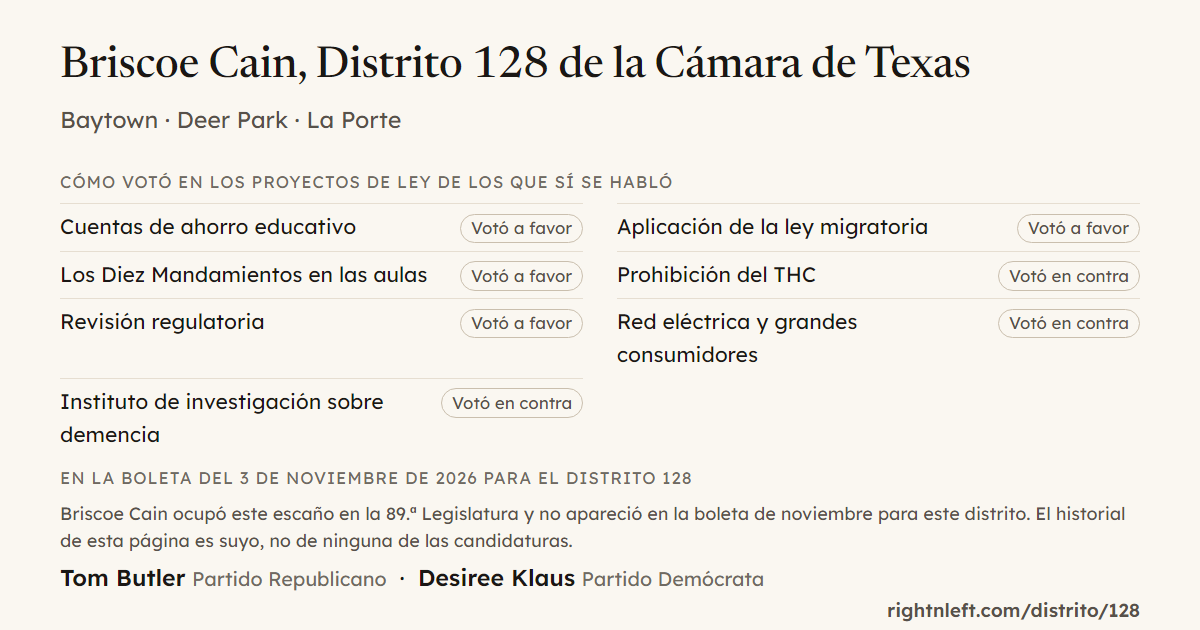 Briscoe Cain, Distrito 128 de la Cámara de Texas
Baytown · Deer Park · La Porte
CÓMO VOTÓ EN LOS PROYECTOS DE LEY DE LOS QUE SÍ SE HABLÓ
Cuentas de ahorro educativo Votó a favor
Aplicación de la ley migratoria Votó a favor
Los Diez Mandamientos en las aulas Votó a favor
Prohibición del THC Votó en contra
Revisión regulatoria Votó a favor
Red eléctrica y grandes Votó en contra
consumidores
Instituto de investigación sobre Votó en contra
demencia
EN LA BOLETA DEL 3 DE NOVIEMBRE DE 2026 PARA EL DISTRITO 128
Briscoe Cain ocupó este escaño en la 89.ª Legislatura y no apareció en la boleta de noviembre para este distrito. El historial
de esta página es suyo, no de ninguna de las candidaturas.
Tom Butler Partido Republicano · Desiree Klaus Partido Demócrata
rightnleft.com/distrito/128